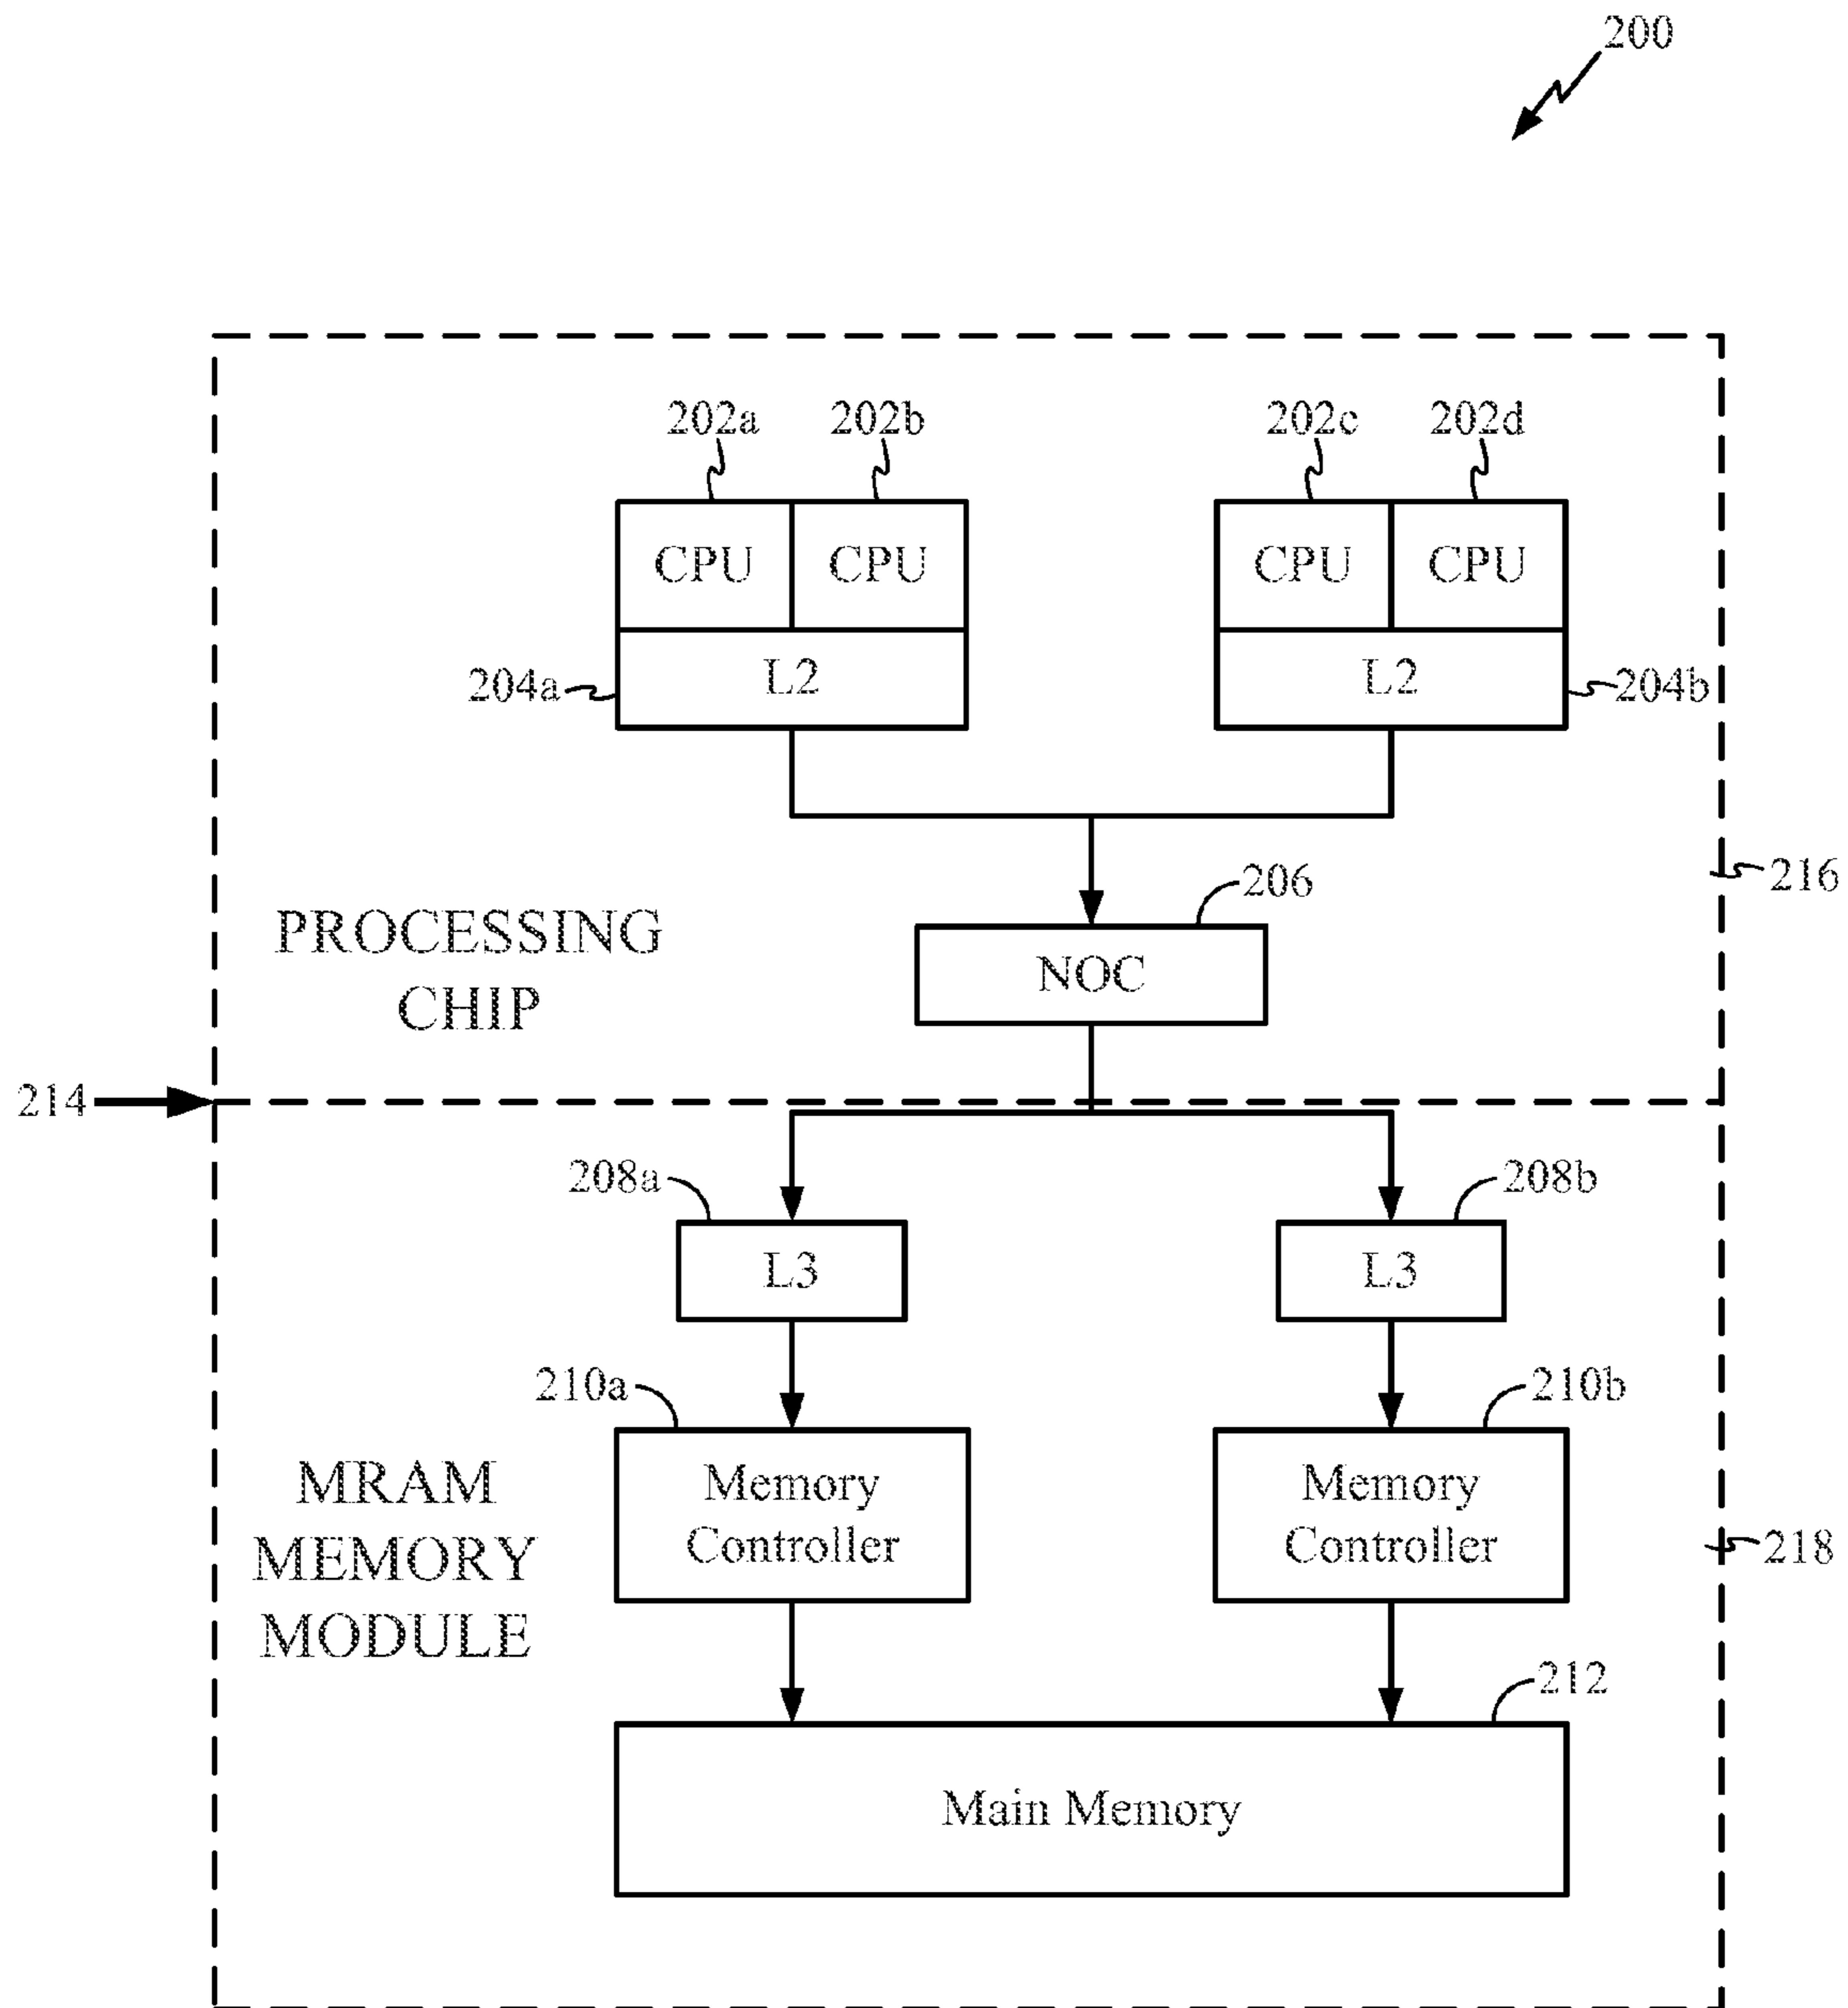 200
202a 202b 202c 202d
CPU CPU CPU CPU
204a L2 L2 204b
216
206
PROCESSING
CHIP
NOC
214
208a 208b
L3 L3
210a 210b
MRAM
MEMORY
MODULE
Memory
Controller
Memory
Controller
218
212
Main Memory